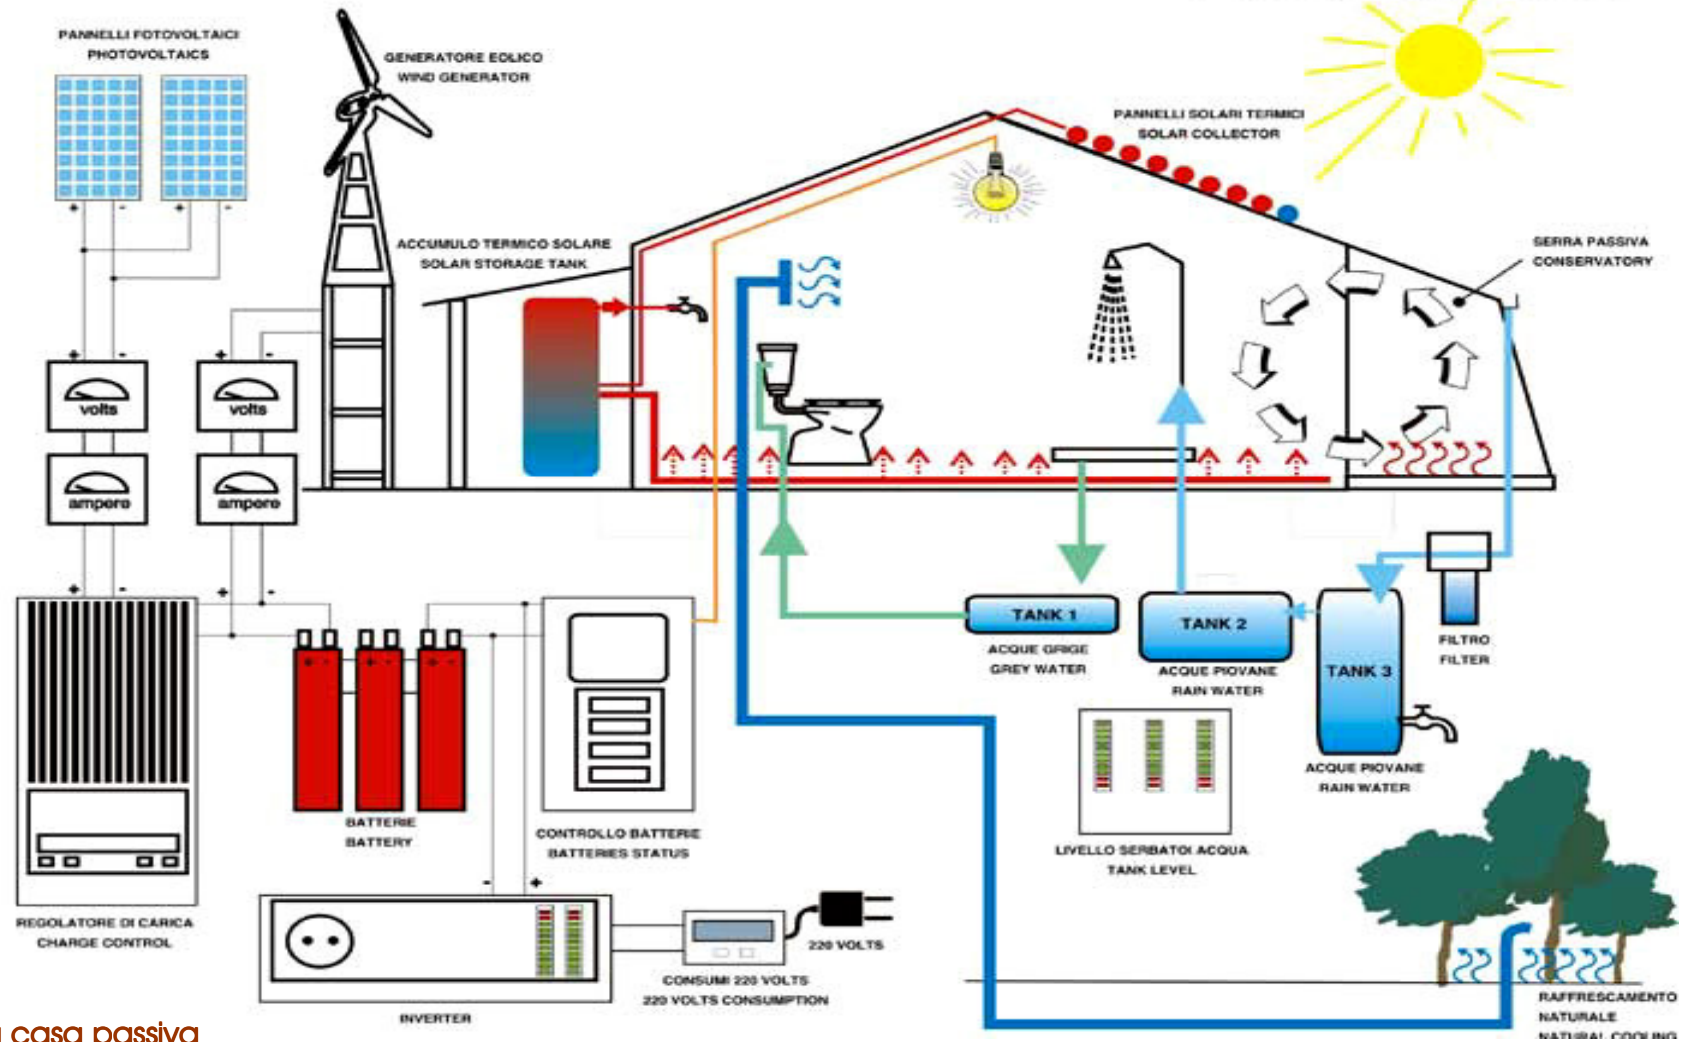 PANNELLI FOTOVOLTAICI
PHOTOVOLTAICS
GENERATORE EOLICO
WIND GENERATOR
PANNELLI SOLARI TERMICI
SOLAR COLLECTOR
ACCUMULO TERMICO SOLARE
SOLAR STORAGE TANK
SERRA PASSIVA
CONSERVATORY
+ - + -
+ - + -
volts volts
ampere ampere
+ - + -
+ - + - + -
TANK 1
ACQUE GRIGE
GREY WATER
TANK 2
ACQUE PIOVANE
RAIN WATER
TANK 3
ACQUE PIOVANE
RAIN WATER
FILTRO
FILTER
BATTERIE
BATTERY
CONTROLLO BATTERIE
BATTERIES STATUS
LIVELLO SERBATOI ACQUA
TANK LEVEL
REGOLATORE DI CARICA
CHARGE CONTROL
- +
220 VOLTS
CONSUMI 220 VOLTS
220 VOLTS CONSUMPTION
INVERTER
RAFFRESCAMENTO
NATURALE
NATURAL COOLING
casa passiva